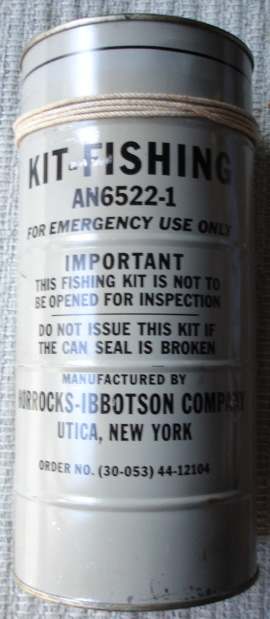 KIT-FISHING
AN6522-1
FOR EMERGENCY USE ONLY
IMPORTANT
THIS FISHING KIT IS NOT TO
BE OPENED FOR INSPECTION
DO NOT ISSUE THIS KIT IF
THE CAN SEAL IS BROKEN
MANUFACTURED BY
HORROCKS-IBBOTSON COMPANY
UTICA, NEW YORK
ORDER NO. (30-053) 44-12104